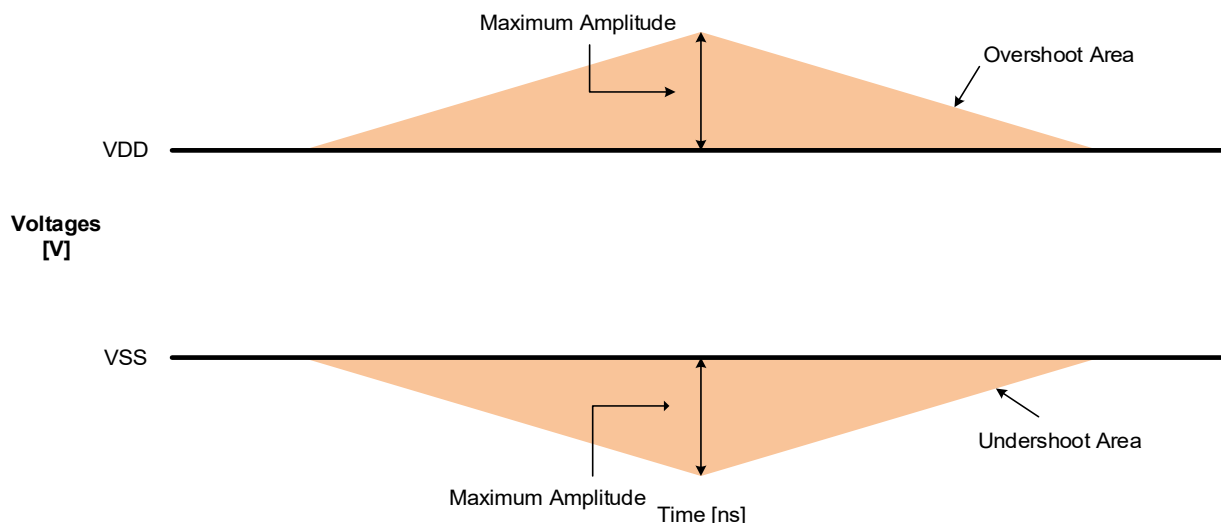 Maximum Amplitude
Overshoot Area
VDD
Voltages
[V]
VSS
Undershoot Area
Maximum Amplitude
Time [ns]